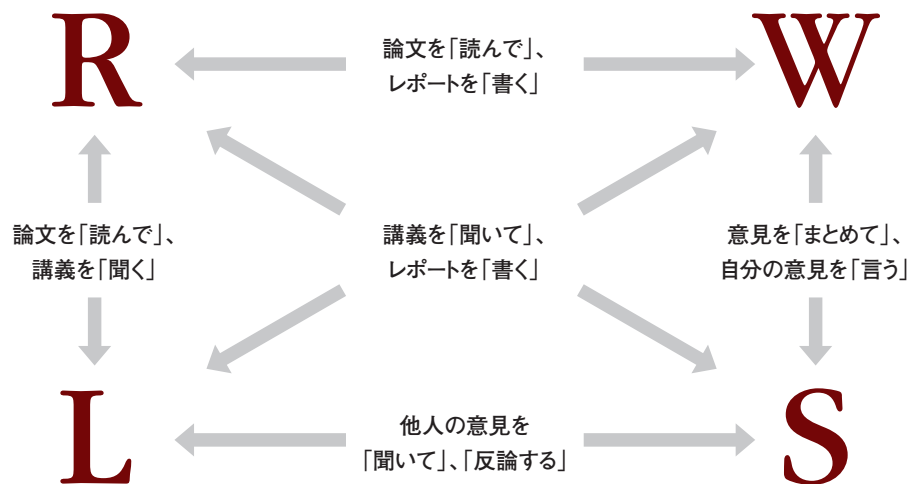 R
論文を「読んで」、
レポートを「書く」
W
論文を「読んで」、
講義を「聞く」
講義を「聞いて」、
レポートを「書く」
意見を「まとめて」、
自分の意見を「言う」
L
他人の意見を
「聞いて」、「反論する」
S